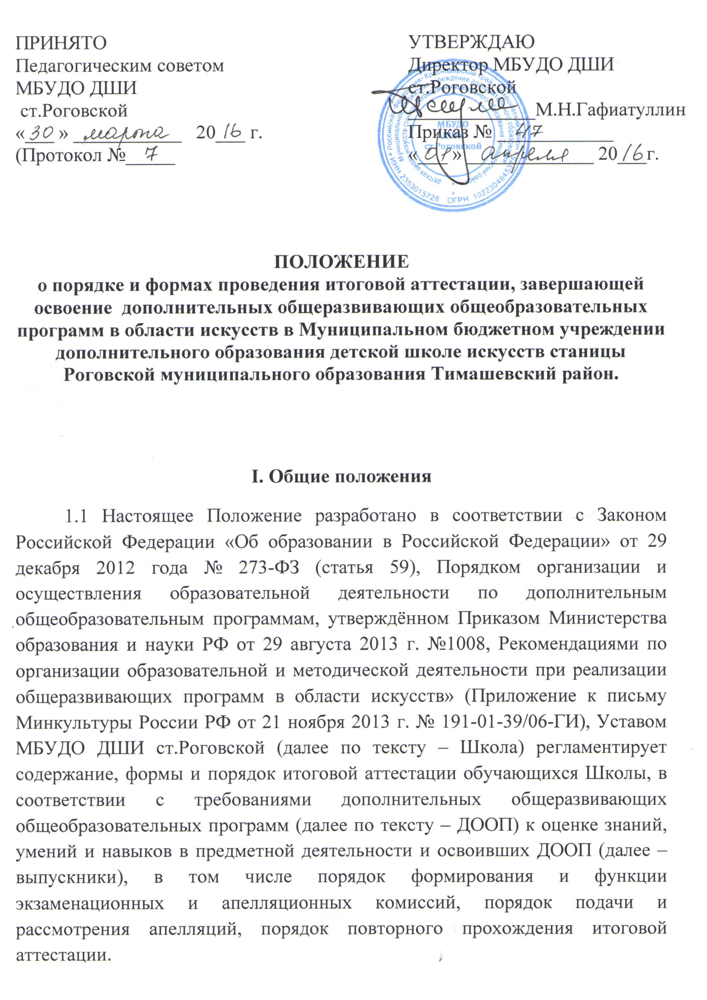 ПРИНЯТО
Педагогическим советом
МБУДО ДШИ
ст.Роговской
«30» марта 2016 г.
(Протокол № 7
УТВЕРЖДАЮ
Директор МБУДО ДШИ
ст.Роговской
М.Н.Гафиатуллин
Приказ № 47
«01» апреля 2016г.
МБУДО
ДШИ
ст.Роговской
ИНН 2353015728 ОГРН 1022304845375
ПОЛОЖЕНИЕ
о порядке и формах проведения итоговой аттестации, завершающей
освоение дополнительных общеразвивающих общеобразовательных
программ в области искусств в Муниципальном бюджетном учреждении
дополнительного образования детской школе искусств станицы
Роговской муниципального образования Тимашевский район.
I. Общие положения
1.1 Настоящее Положение разработано в соответствии с Законом
Российской Федерации «Об образовании в Российской Федерации» от 29
декабря 2012 года № 273-ФЗ (статья 59), Порядком организации и
осуществления образовательной деятельности по дополнительным
общеобразовательным программам, утверждённом Приказом Министерства
образования и науки РФ от 29 августа 2013 г. №1008, Рекомендациями по
организации образовательной и методической деятельности при реализации
общеразвивающих программ в области искусств» (Приложение к письму
Минкультуры России РФ от 21 ноября 2013 г. № 191-01-39/06-ГИ), Уставом
МБУДО ДШИ ст.Роговской (далее по тексту – Школа) регламентирует
содержание, формы и порядок итоговой аттестации обучающихся Школы, в
соответствии с требованиями дополнительных общеразвивающих
общеобразовательных программ (далее по тексту – ДООП) к оценке знаний,
умений и навыков в предметной деятельности и освоивших ДООП (далее –
выпускники), в том числе порядок формирования и функции
экзаменационных и апелляционных комиссий, порядок подачи и
рассмотрения апелляций, порядок повторного прохождения итоговой
аттестации.